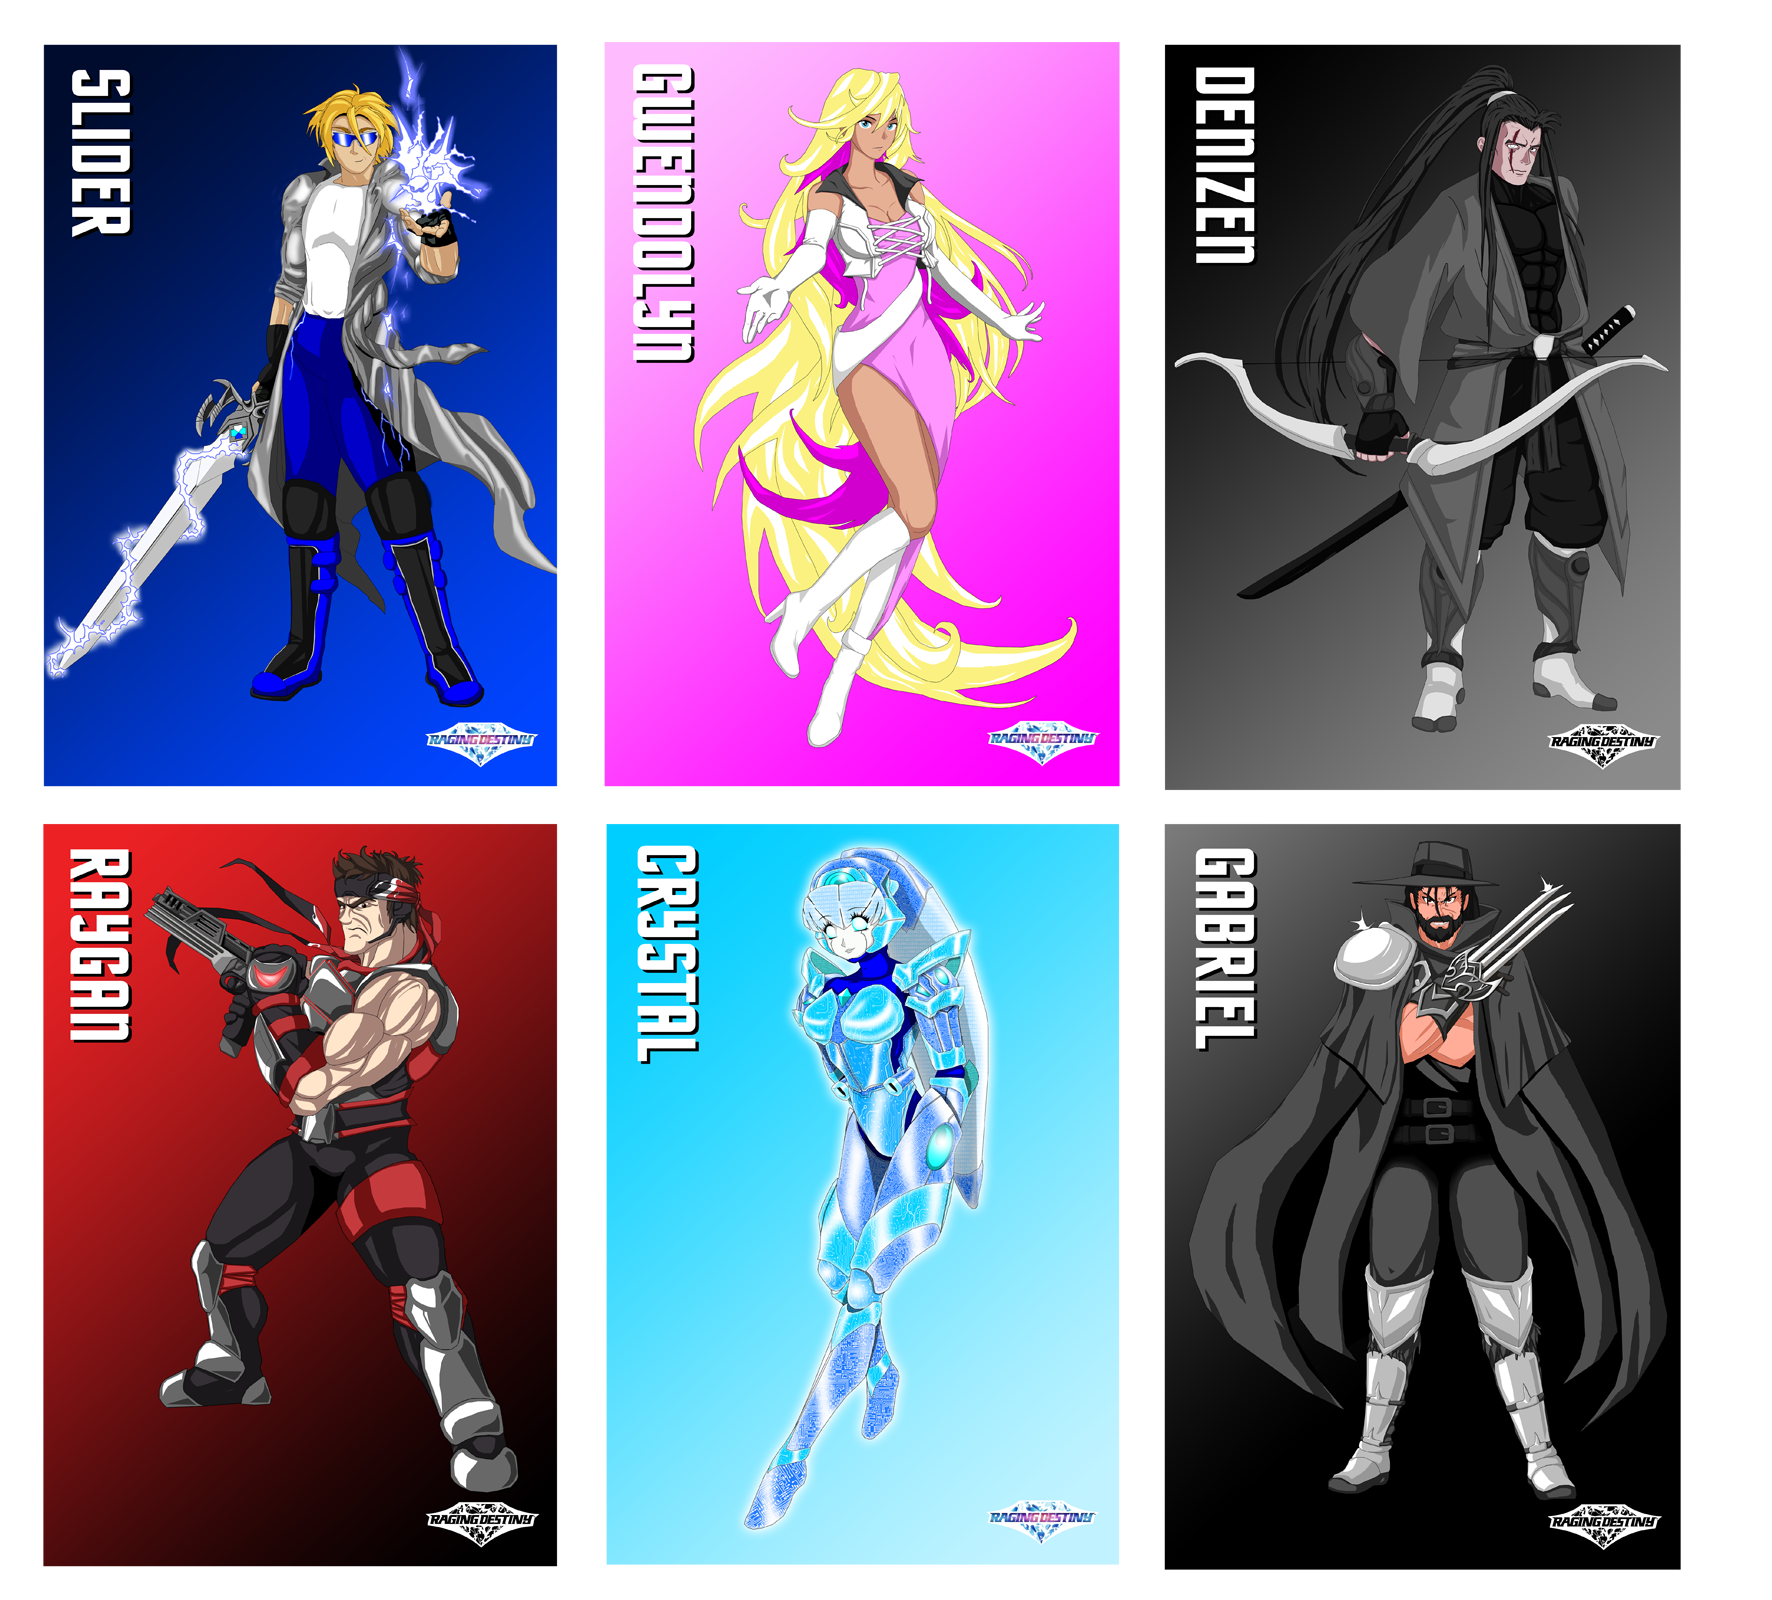 SLIDER
RAGING DESTINY
GWENDOLYN
RAGING DESTINY
DENIZEN
RAGING DESTINY
RAYGAN
RAGING DESTINY
CRYSTAL
RAGING DESTINY
GABRIEL
RAGING DESTINY